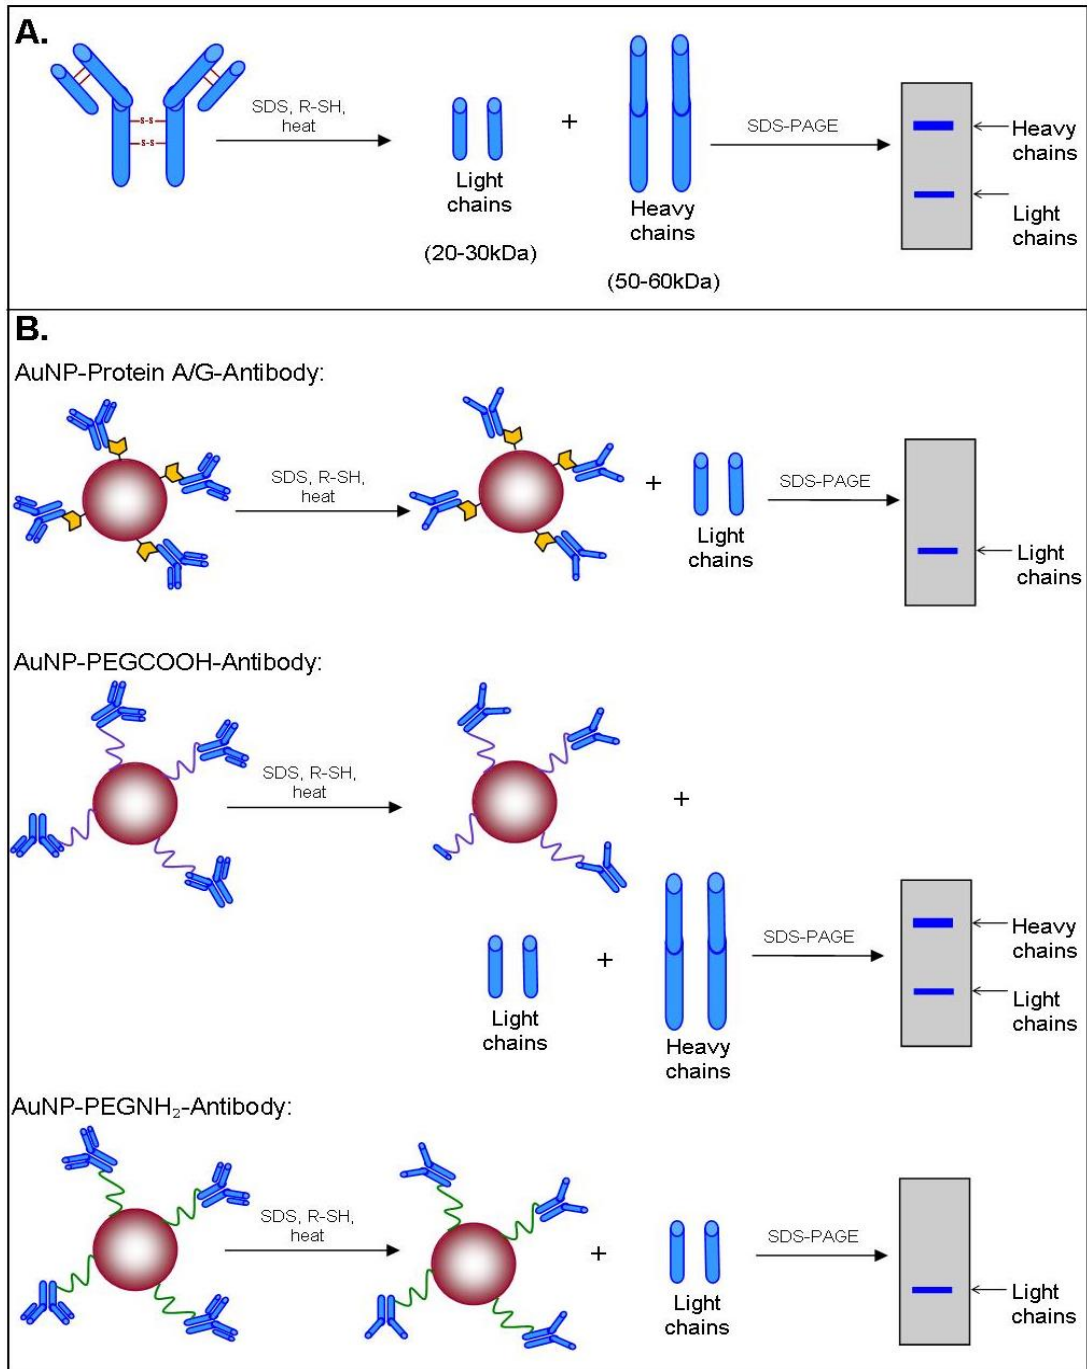 A.
SDS, R-SH,
heat
S-S
S-S
Light
chains
(20-30kDa)
+
Heavy
chains
(50-60kDa)
SDS-PAGE
Heavy
chains
Light
chains
B.
AuNP-Protein A/G-Antibody:
SDS, R-SH,
heat
+
Light
chains
SDS-PAGE
Light
chains
AuNP-PEGCOOH-Antibody:
SDS, R-SH,
heat
+
Light
chains
+
Heavy
chains
SDS-PAGE
Heavy
chains
Light
chains
AuNP-PEGNH₂-Antibody:
SDS, R-SH,
heat
+
Light
chains
SDS-PAGE
Light
chains